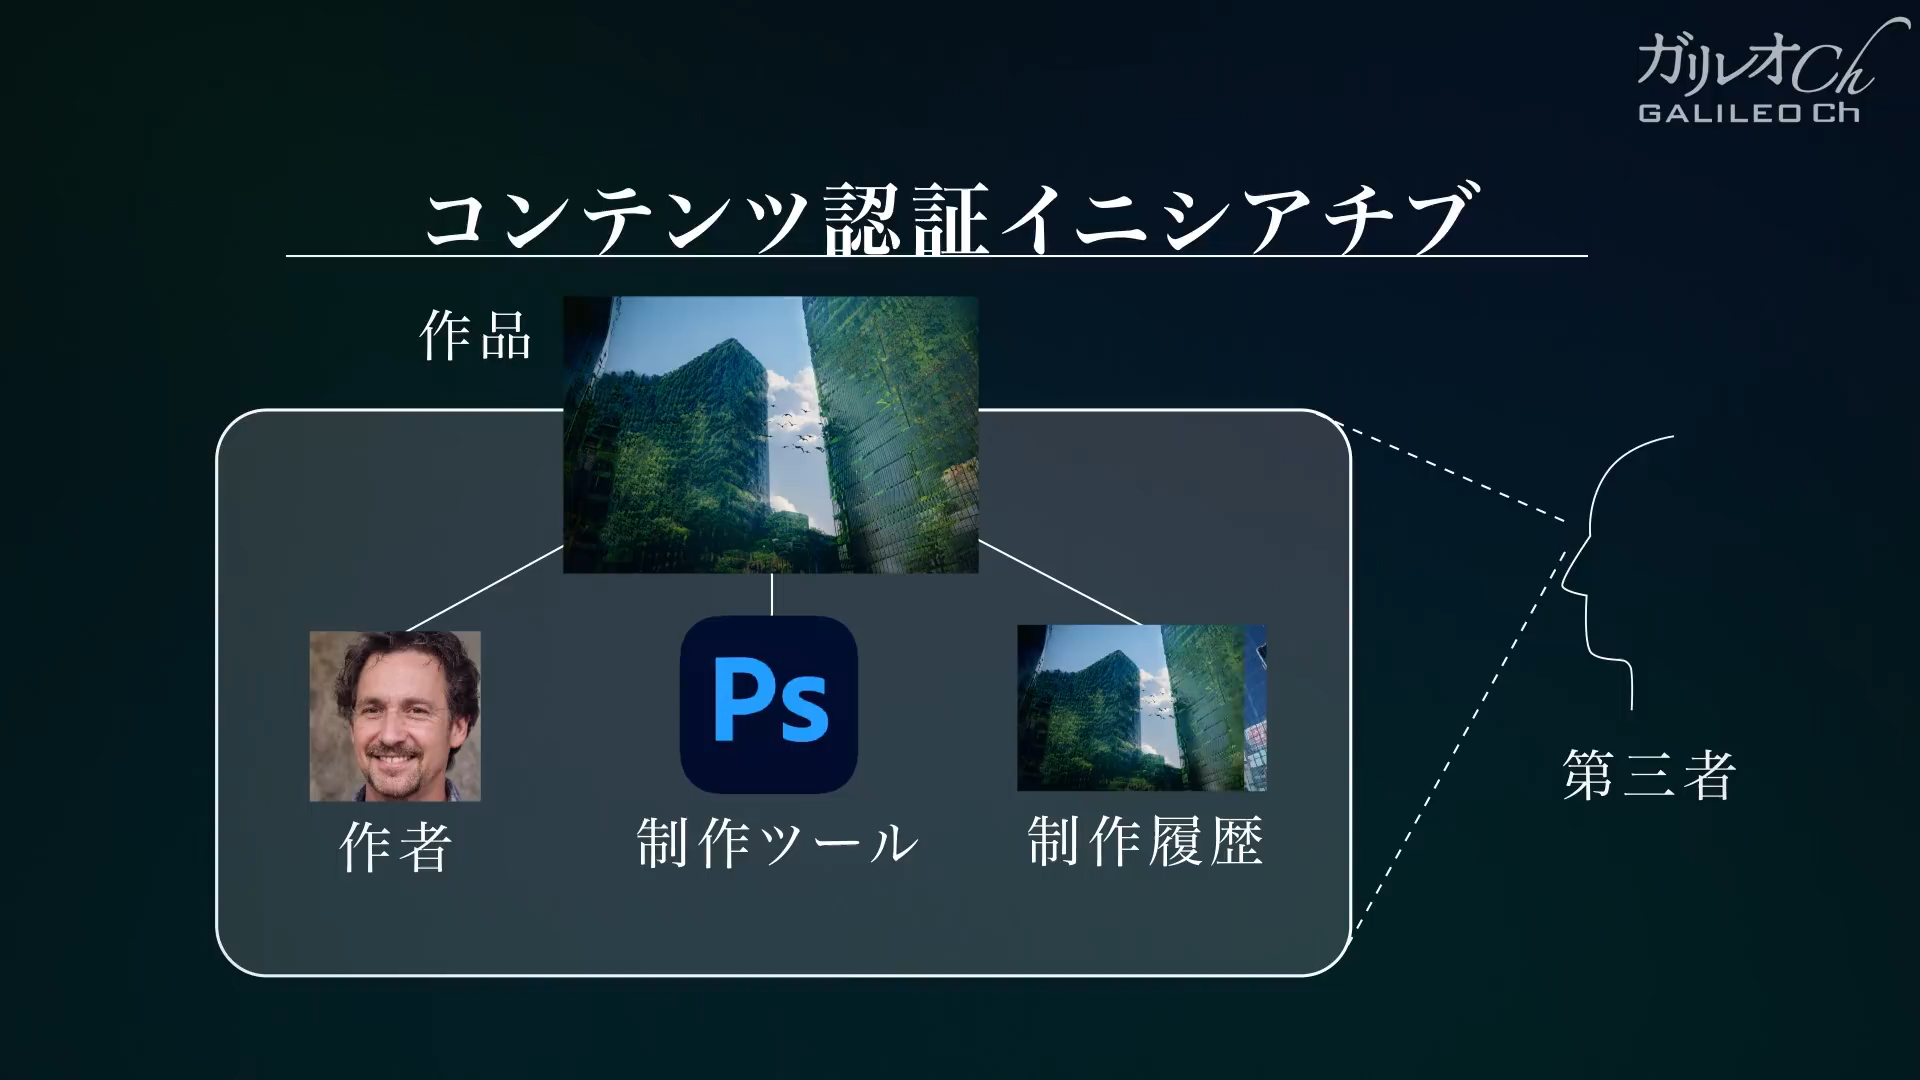 ガリレオCh
GALILEO Ch
コンテンツ認証イニシアチブ
作品
Ps
作者
制作ツール
制作履歴
第三者